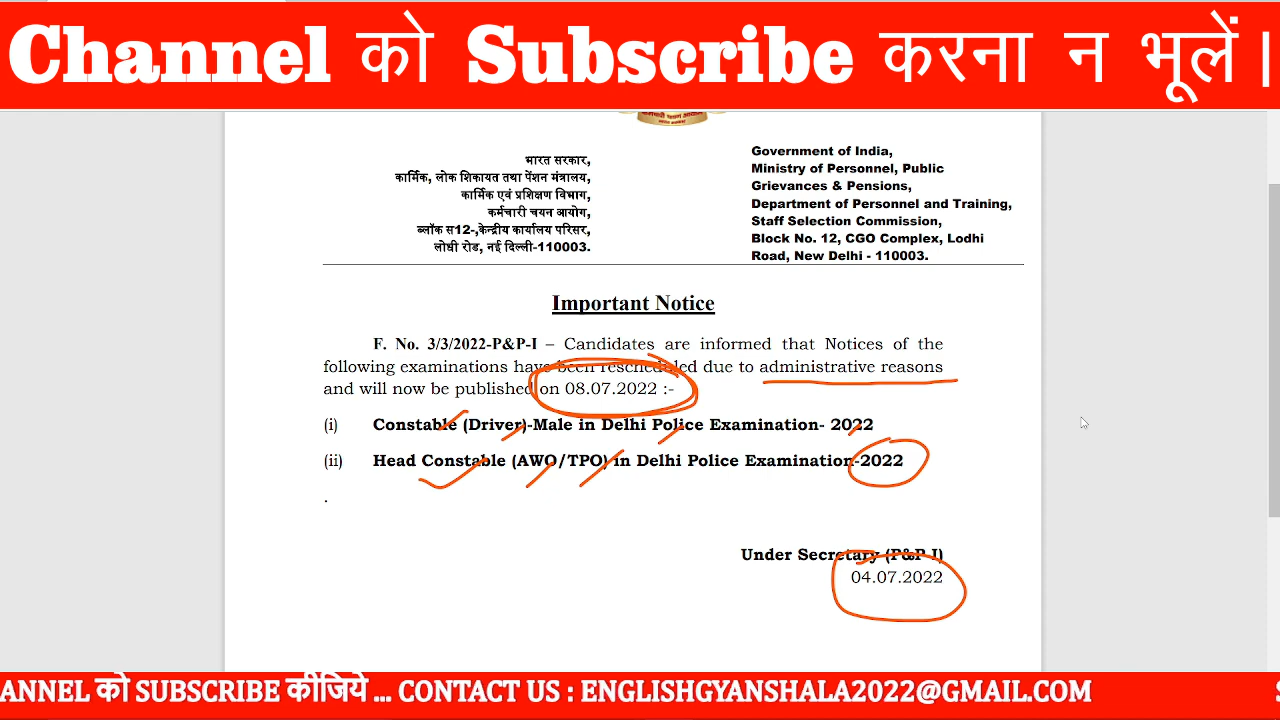 Channel को Subscribe करना न भूलें।
भारत सरकार,
कार्मिक, लोक शिकायत तथा पेंशन मंत्रालय,
कार्मिक एवं प्रशिक्षण विभाग,
कर्मचारी चयन आयोग,
ब्लॉक स12-,केन्द्रीय कार्यालय परिसर,
लोधी रोड, नई दिल्ली-110003.
Government of India,
Ministry of Personnel, Public
Grievances & Pensions,
Department of Personnel and Training,
Staff Selection Commission,
Block No. 12, CGO Complex, Lodhi
Road, New Delhi - 110003.
Important Notice
F. No. 3/3/2022-P&P-I – Candidates are informed that Notices of the
following examinations have been rescheduled due to administrative reasons
and will now be published on 08.07.2022 :-
(i) Constable (Driver)-Male in Delhi Police Examination- 2022
(ii) Head Constable (AWO/TPO) in Delhi Police Examination-2022
.
Under Secretary (P&P-I)
04.07.2022
ANNEL को SUBSCRIBE कीजिये ... CONTACT US : ENGLISHGYANSHALA2022@GMAIL.COM